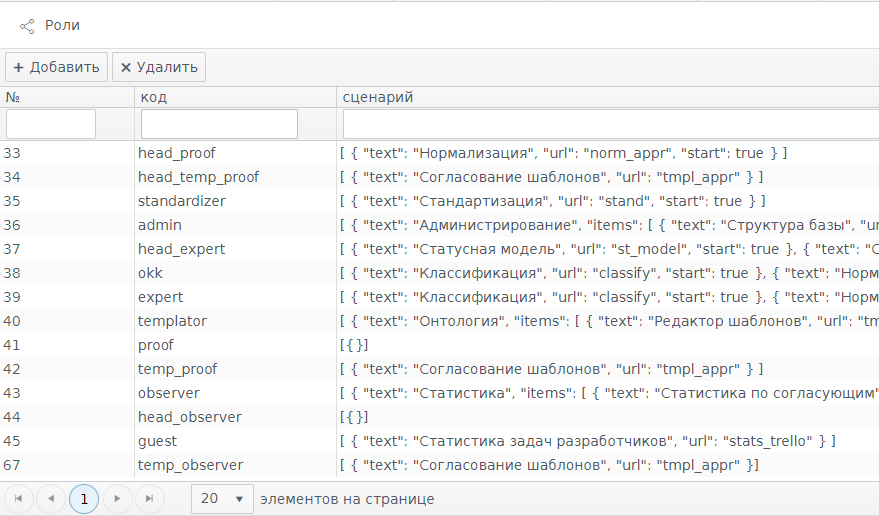 Роли
+ Добавить × Удалить
№ код сценарий
33 head_proof [ { "text": "Нормализация", "url": "norm_appr", "start": true } ]
34 head_temp_proof [ { "text": "Согласование шаблонов", "url": "tmpl_appr" } ]
35 standardizer [ { "text": "Стандартизация", "url": "stand", "start": true } ]
36 admin [ { "text": "Администрирование", "items": [ { "text": "Структура базы", "ur
37 head_expert [ { "text": "Статусная модель", "url": "st_model", "start": true }, { "text": "С
38 okk [ { "text": "Классификация", "url": "classify", "start": true }, { "text": "Норм
39 expert [ { "text": "Классификация", "url": "classify", "start": true }, { "text": "Норм
40 templator [ { "text": "Онтология", "items": [ { "text": "Редактор шаблонов", "url": "tm
41 proof [{ }]
42 temp_proof [ { "text": "Согласование шаблонов", "url": "tmpl_appr" } ]
43 observer [ { "text": "Статистика", "items": [ { "text": "Статистика по согласующим"
44 head_observer [{ }]
45 guest [ { "text": "Статистика задач разработчиков", "url": "stats_trello" } ]
67 temp_observer [ { "text": "Согласование шаблонов", "url": "tmpl_appr" }]
1 20 элементов на странице